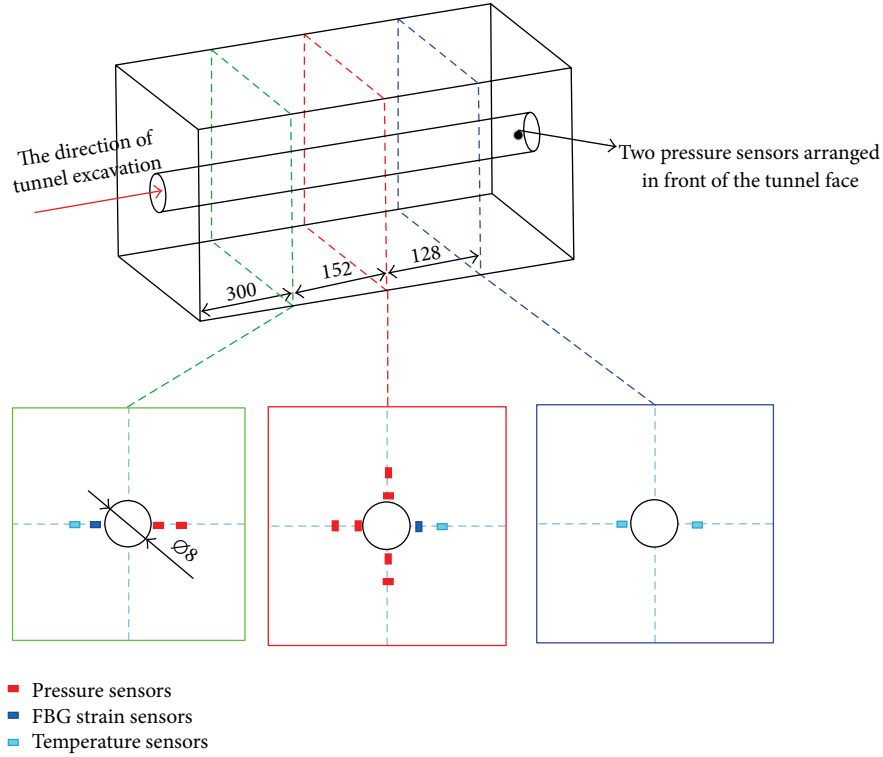 The direction of
tunnel excavation
Two pressure sensors arranged
in front of the tunnel face
300
152
128
Ø8
Pressure sensors
FBG strain sensors
Temperature sensors